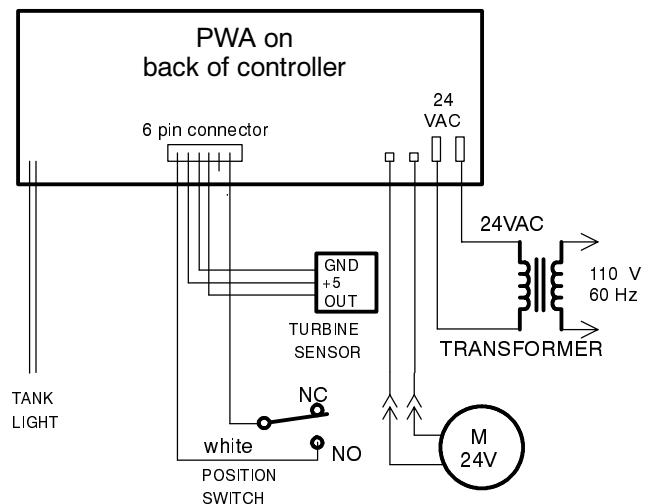 PWA on
back of controller
24
VAC
6 pin connector
24VAC
GND
+5
OUT
110 V
60 Hz
TURBINE
SENSOR
TRANSFORMER
TANK
LIGHT
NC
white
NO
M
24V
POSITION
SWITCH